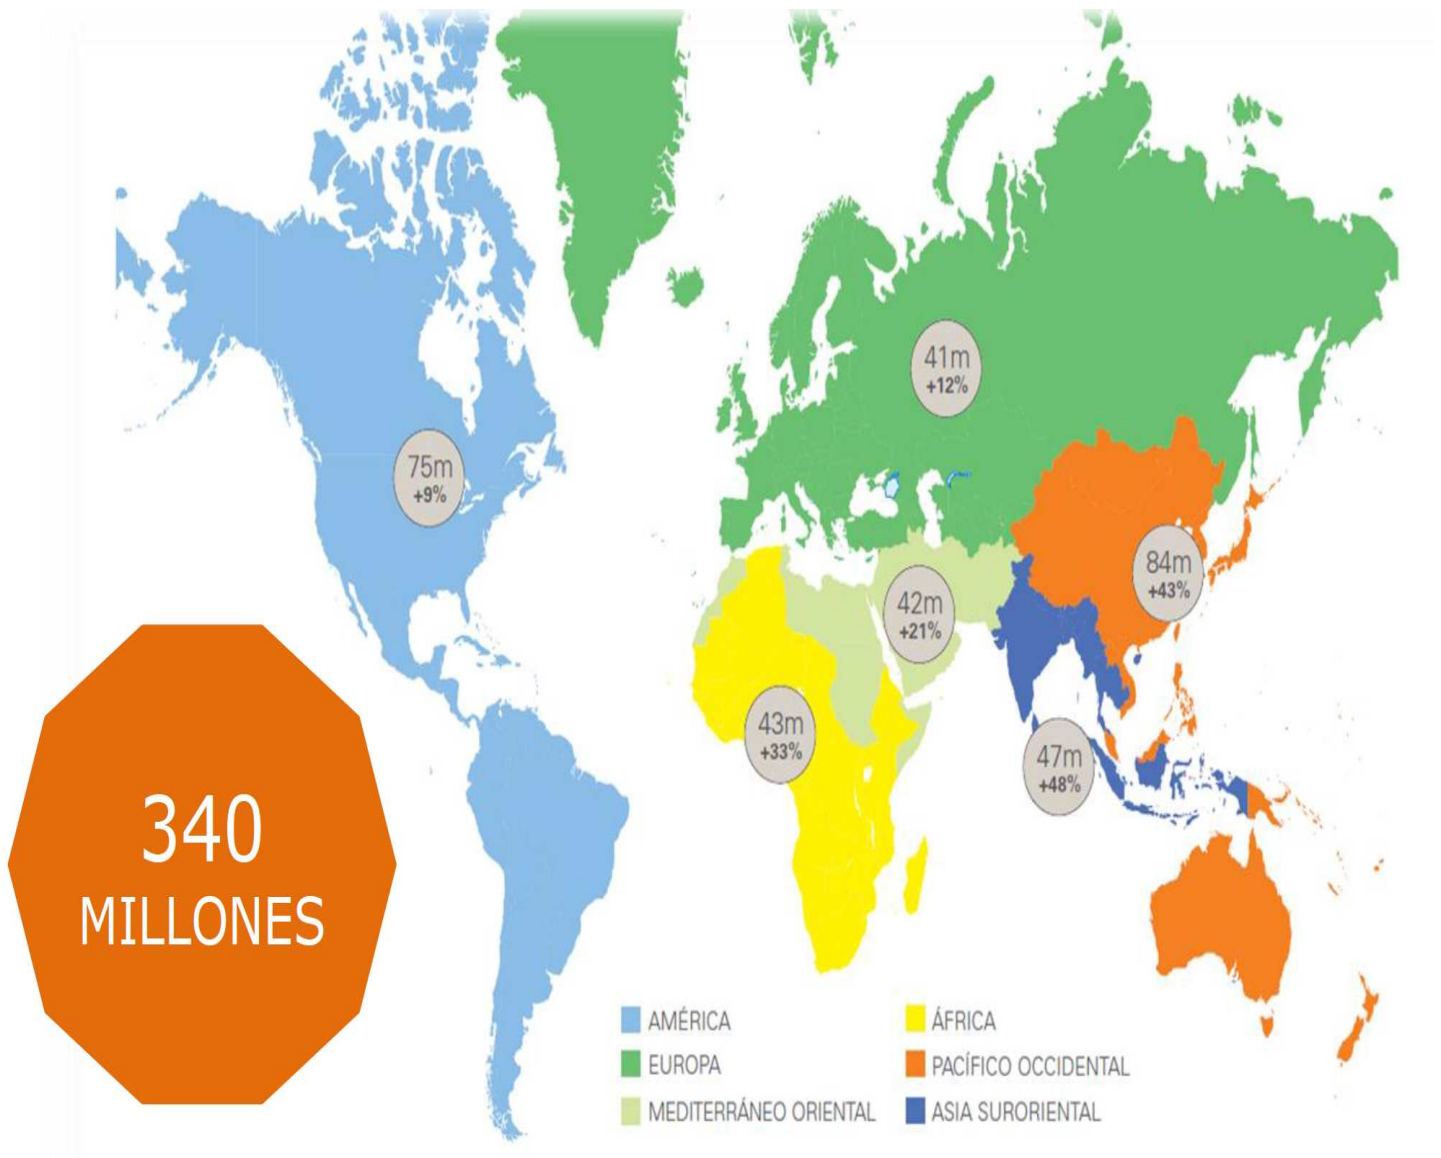 41m
+12%
75m
+9%
84m
+43%
42m
+21%
43m
+33%
47m
+48%
340
MILLONES
AMÉRICA
EUROPA
MEDITERRÁNEO ORIENTAL
ÁFRICA
PACÍFICO OCCIDENTAL
ASIA SURORIENTAL